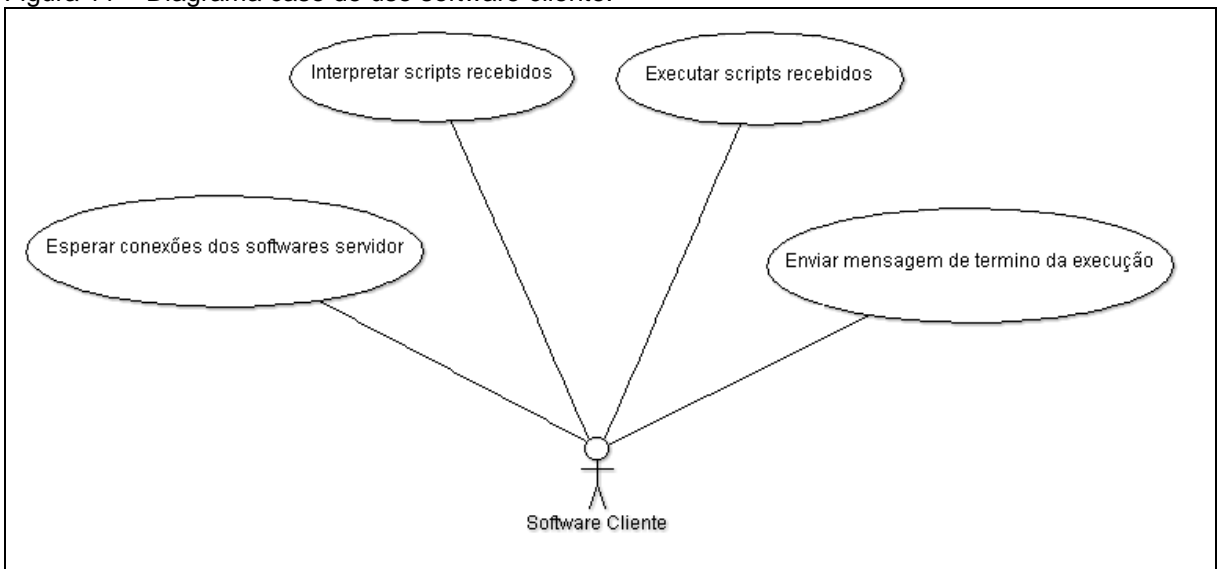 Interpretar scripts recebidos
Executar scripts recebidos
Esperar conexões dos softwares servidor
Enviar mensagem de termino da execução
Software Cliente